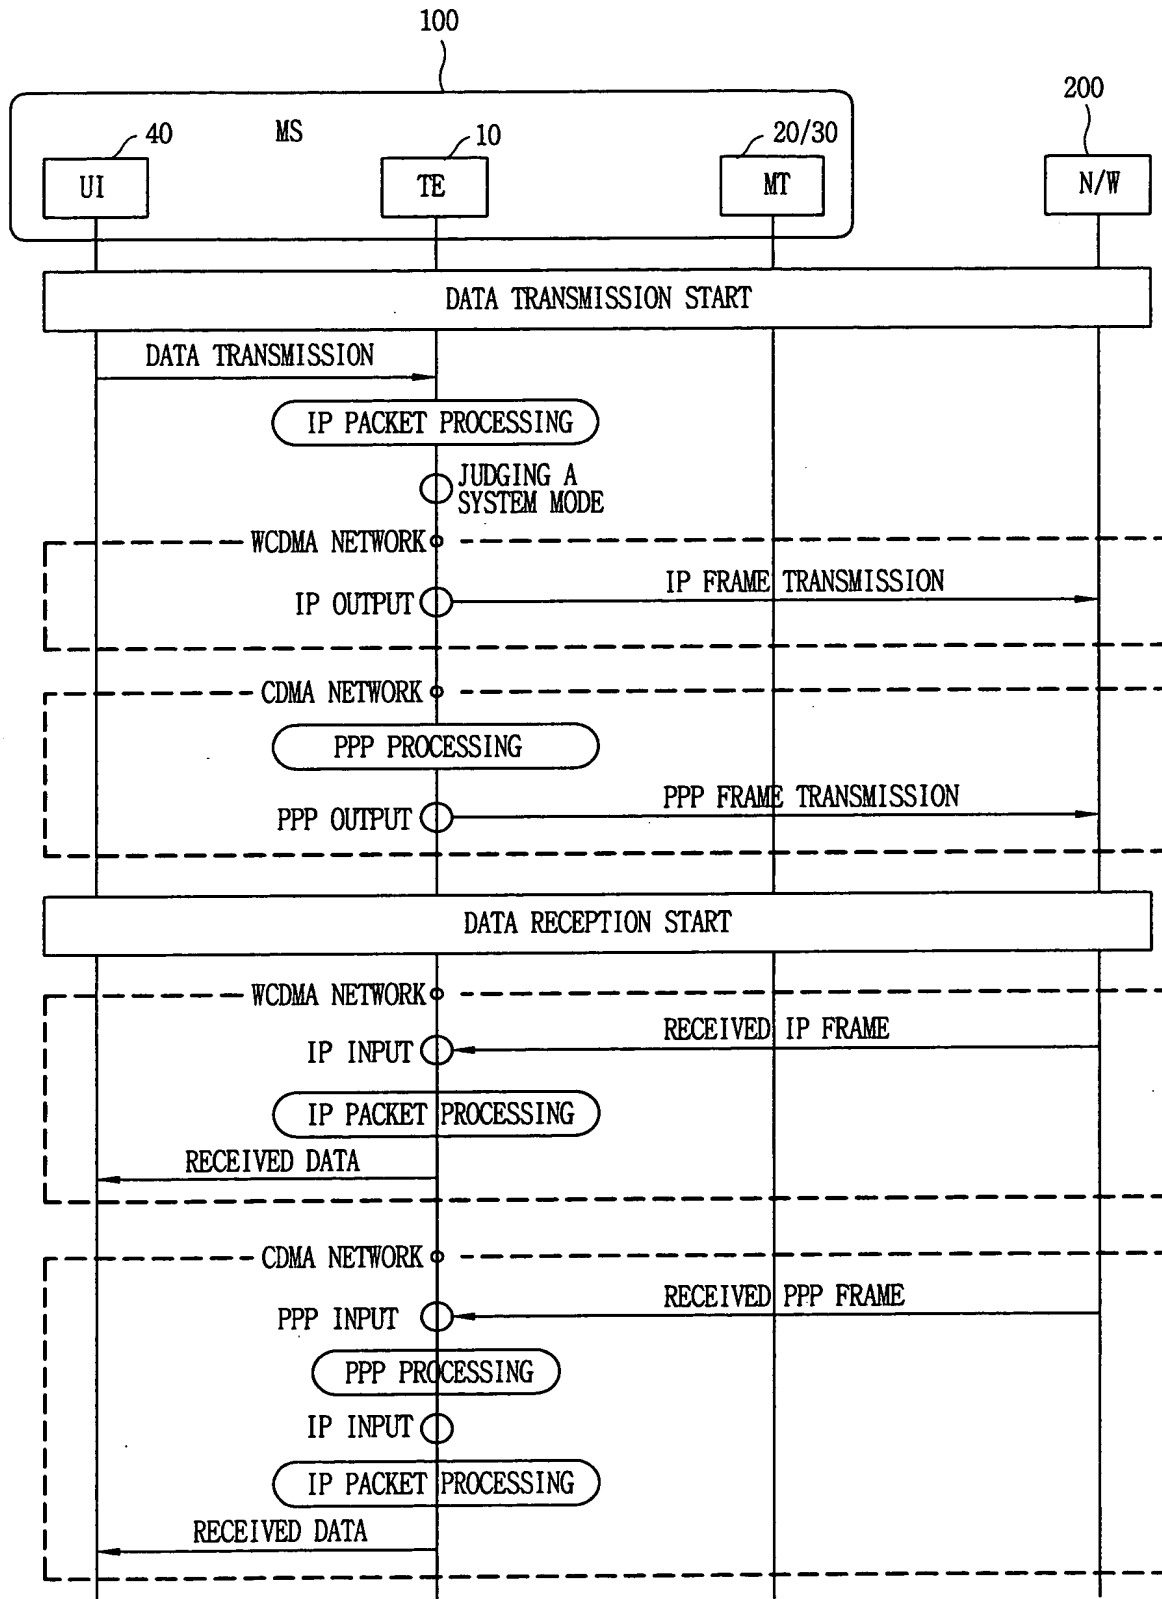 100
200
MS
40
10
20/30
UI
TE
MT
N/W
DATA TRANSMISSION START
DATA TRANSMISSION
IP PACKET PROCESSING
JUDGING A
SYSTEM MODE
WCDMA NETWORK
IP FRAME TRANSMISSION
IP OUTPUT
CDMA NETWORK
PPP PROCESSING
PPP FRAME TRANSMISSION
PPP OUTPUT
DATA RECEPTION START
WCDMA NETWORK
RECEIVED IP FRAME
IP INPUT
IP PACKET PROCESSING
RECEIVED DATA
CDMA NETWORK
RECEIVED PPP FRAME
PPP INPUT
PPP PROCESSING
IP INPUT
IP PACKET PROCESSING
RECEIVED DATA